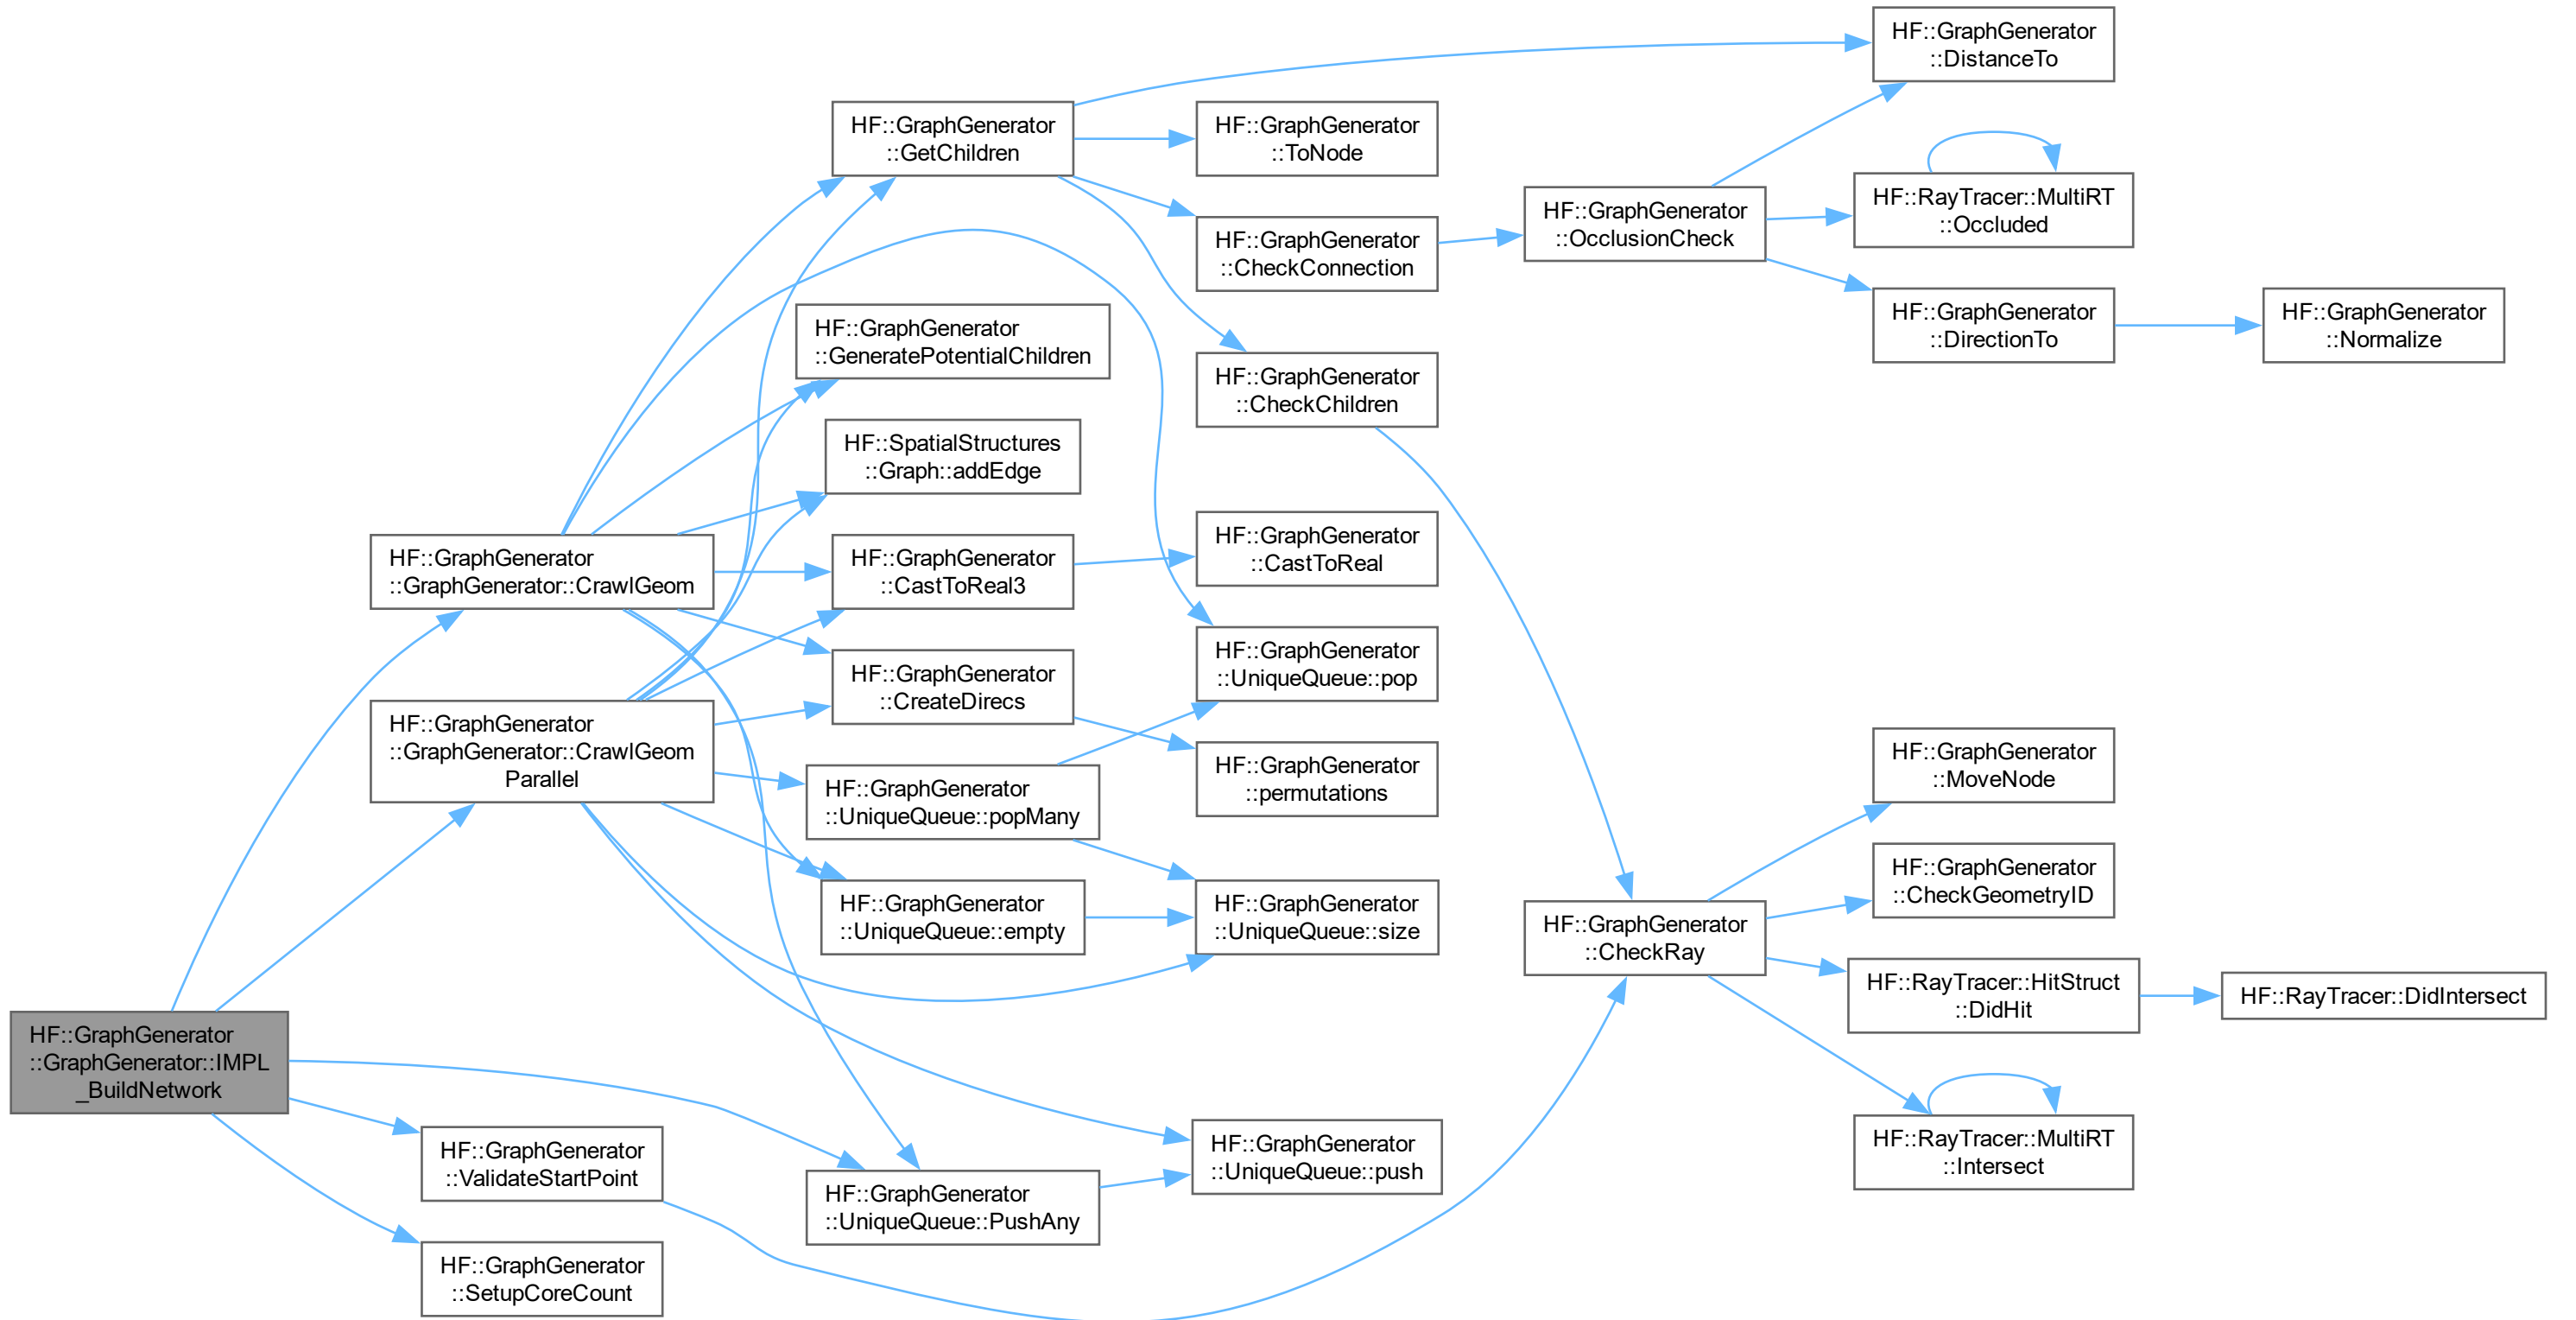 HF::GraphGenerator
::DistanceTo
HF::GraphGenerator
::GetChildren
HF::GraphGenerator
::ToNode
HF::RayTracer::MultiRT
::Occluded
HF::GraphGenerator
::OcclusionCheck
HF::GraphGenerator
::CheckConnection
HF::GraphGenerator
::DirectionTo
HF::GraphGenerator
::Normalize
HF::GraphGenerator
::GeneratePotentialChildren
HF::GraphGenerator
::CheckChildren
HF::SpatialStructures
::Graph::addEdge
HF::GraphGenerator
::GraphGenerator::CrawlGeom
HF::GraphGenerator
::CastToReal3
HF::GraphGenerator
::CastToReal
HF::GraphGenerator
::CreateDirecs
HF::GraphGenerator
::UniqueQueue::pop
HF::GraphGenerator
::GraphGenerator::CrawlGeom
Parallel
HF::GraphGenerator
::UniqueQueue::popMany
HF::GraphGenerator
::permutations
HF::GraphGenerator
::MoveNode
HF::GraphGenerator
::CheckGeometryID
HF::GraphGenerator
::UniqueQueue::empty
HF::GraphGenerator
::UniqueQueue::size
HF::GraphGenerator
::CheckRay
HF::RayTracer::HitStruct
::DidHit
HF::RayTracer::DidIntersect
HF::GraphGenerator
::GraphGenerator::IMPL
_BuildNetwork
HF::GraphGenerator
::ValidateStartPoint
HF::GraphGenerator
::UniqueQueue::PushAny
HF::GraphGenerator
::UniqueQueue::push
HF::RayTracer::MultiRT
::Intersect
HF::GraphGenerator
::SetupCoreCount